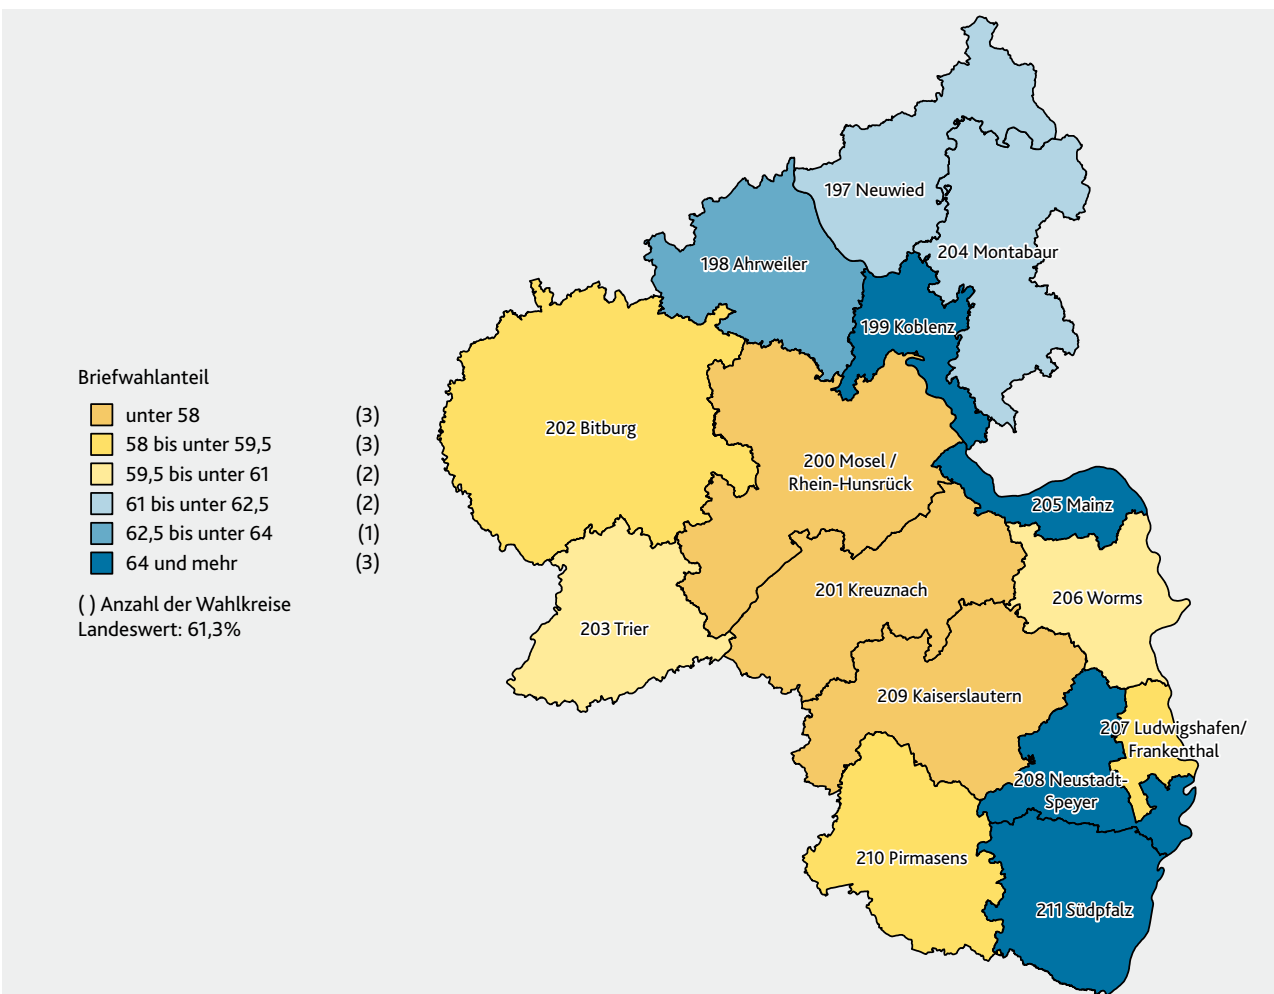 197 Neuwied
204 Montabaur
198 Ahrweiler
199 Koblenz
Briefwahlanteil
unter 58 (3)
58 bis unter 59,5 (3)
59,5 bis unter 61 (2)
61 bis unter 62,5 (2)
62,5 bis unter 64 (1)
64 und mehr (3)
( ) Anzahl der Wahlkreise
Landeswert: 61,3%
202 Bitburg
200 Mosel /
Rhein-Hunsrück
205 Mainz
201 Kreuznach
206 Worms
203 Trier
209 Kaiserslautern
207 Ludwigshafen/
Frankenthal
208 Neustadt-
Speyer
210 Pirmasens
211 Südpfalz